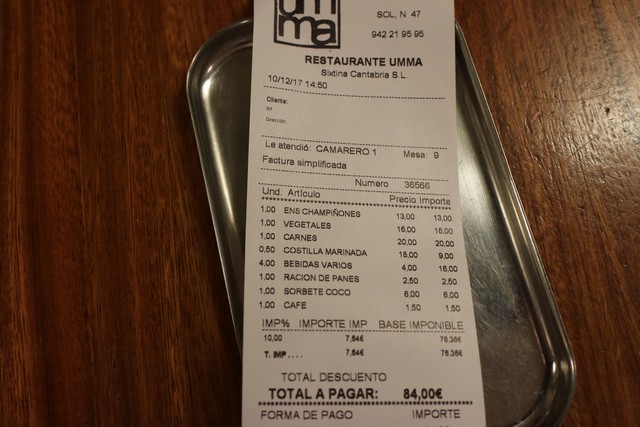 umma
SOL, N 47
942 21 95 95
RESTAURANTE UMMA
Sixtina Cantabria S.L.
10/12/17 14:50
Cliente:
NIF
Dirección:
Le atendió: CAMARERO 1 Mesa: 9
Factura simplificada
Numero 36566
Und. Artículo Precio Importe
1,00 ENS CHAMPIÑONES 13,00 13,00
1,00 VEGETALES 16,00 16,00
1,00 CARNES 20,00 20,00
0,50 COSTILLA MARINADA 18,00 9,00
4,00 BEBIDAS VARIOS 4,00 16,00
1,00 RACION DE PANES 2,50 2,50
1,00 SORBETE COCO 6,00 6,00
1,00 CAFE 1,50 1,50
IMP% IMPORTE IMP BASE IMPONIBLE
10,00 7,64€ 76,36€
T. IMP .... 7,64€ 76,36€
TOTAL DESCUENTO
TOTAL A PAGAR: 84,00€
FORMA DE PAGO IMPORTE